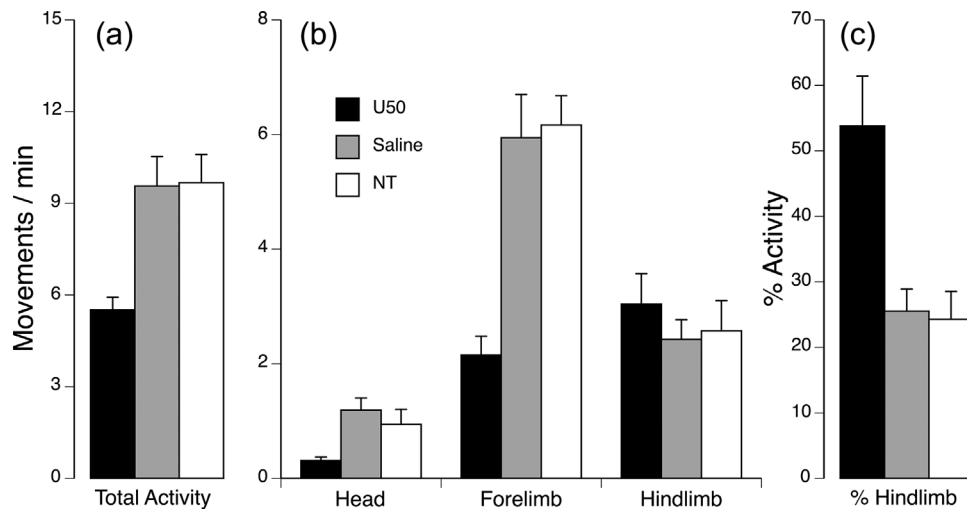 (a)
Movements / min
15
12
9
6
3
0
Total Activity
(b)
8
6
4
2
0
U50
Saline
NT
Head
Forelimb
Hindlimb
(c)
% Activity
70
60
50
40
30
20
10
0
% Hindlimb